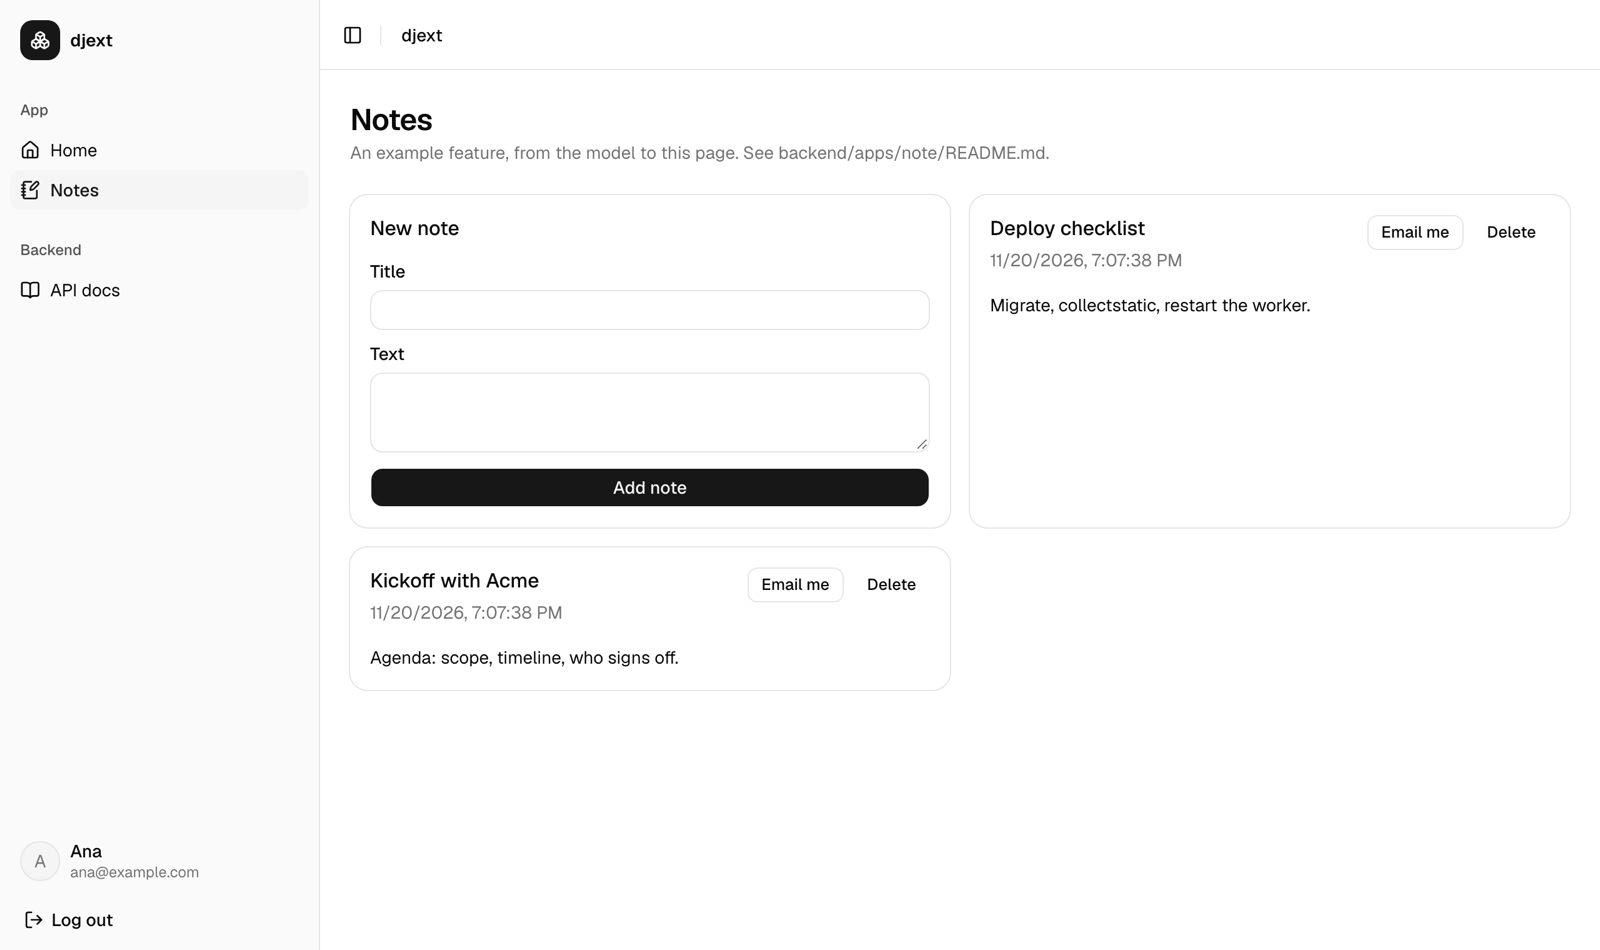 djext
App
Home
Notes
Backend
API docs
A
Ana
ana@example.com
Log out
djext
Notes
An example feature, from the model to this page. See backend/apps/note/README.md.
New note
Title
Text
Add note
Deploy checklist
Email me
Delete
11/20/2026, 7:07:38 PM
Migrate, collectstatic, restart the worker.
Kickoff with Acme
Email me
Delete
11/20/2026, 7:07:38 PM
Agenda: scope, timeline, who signs off.